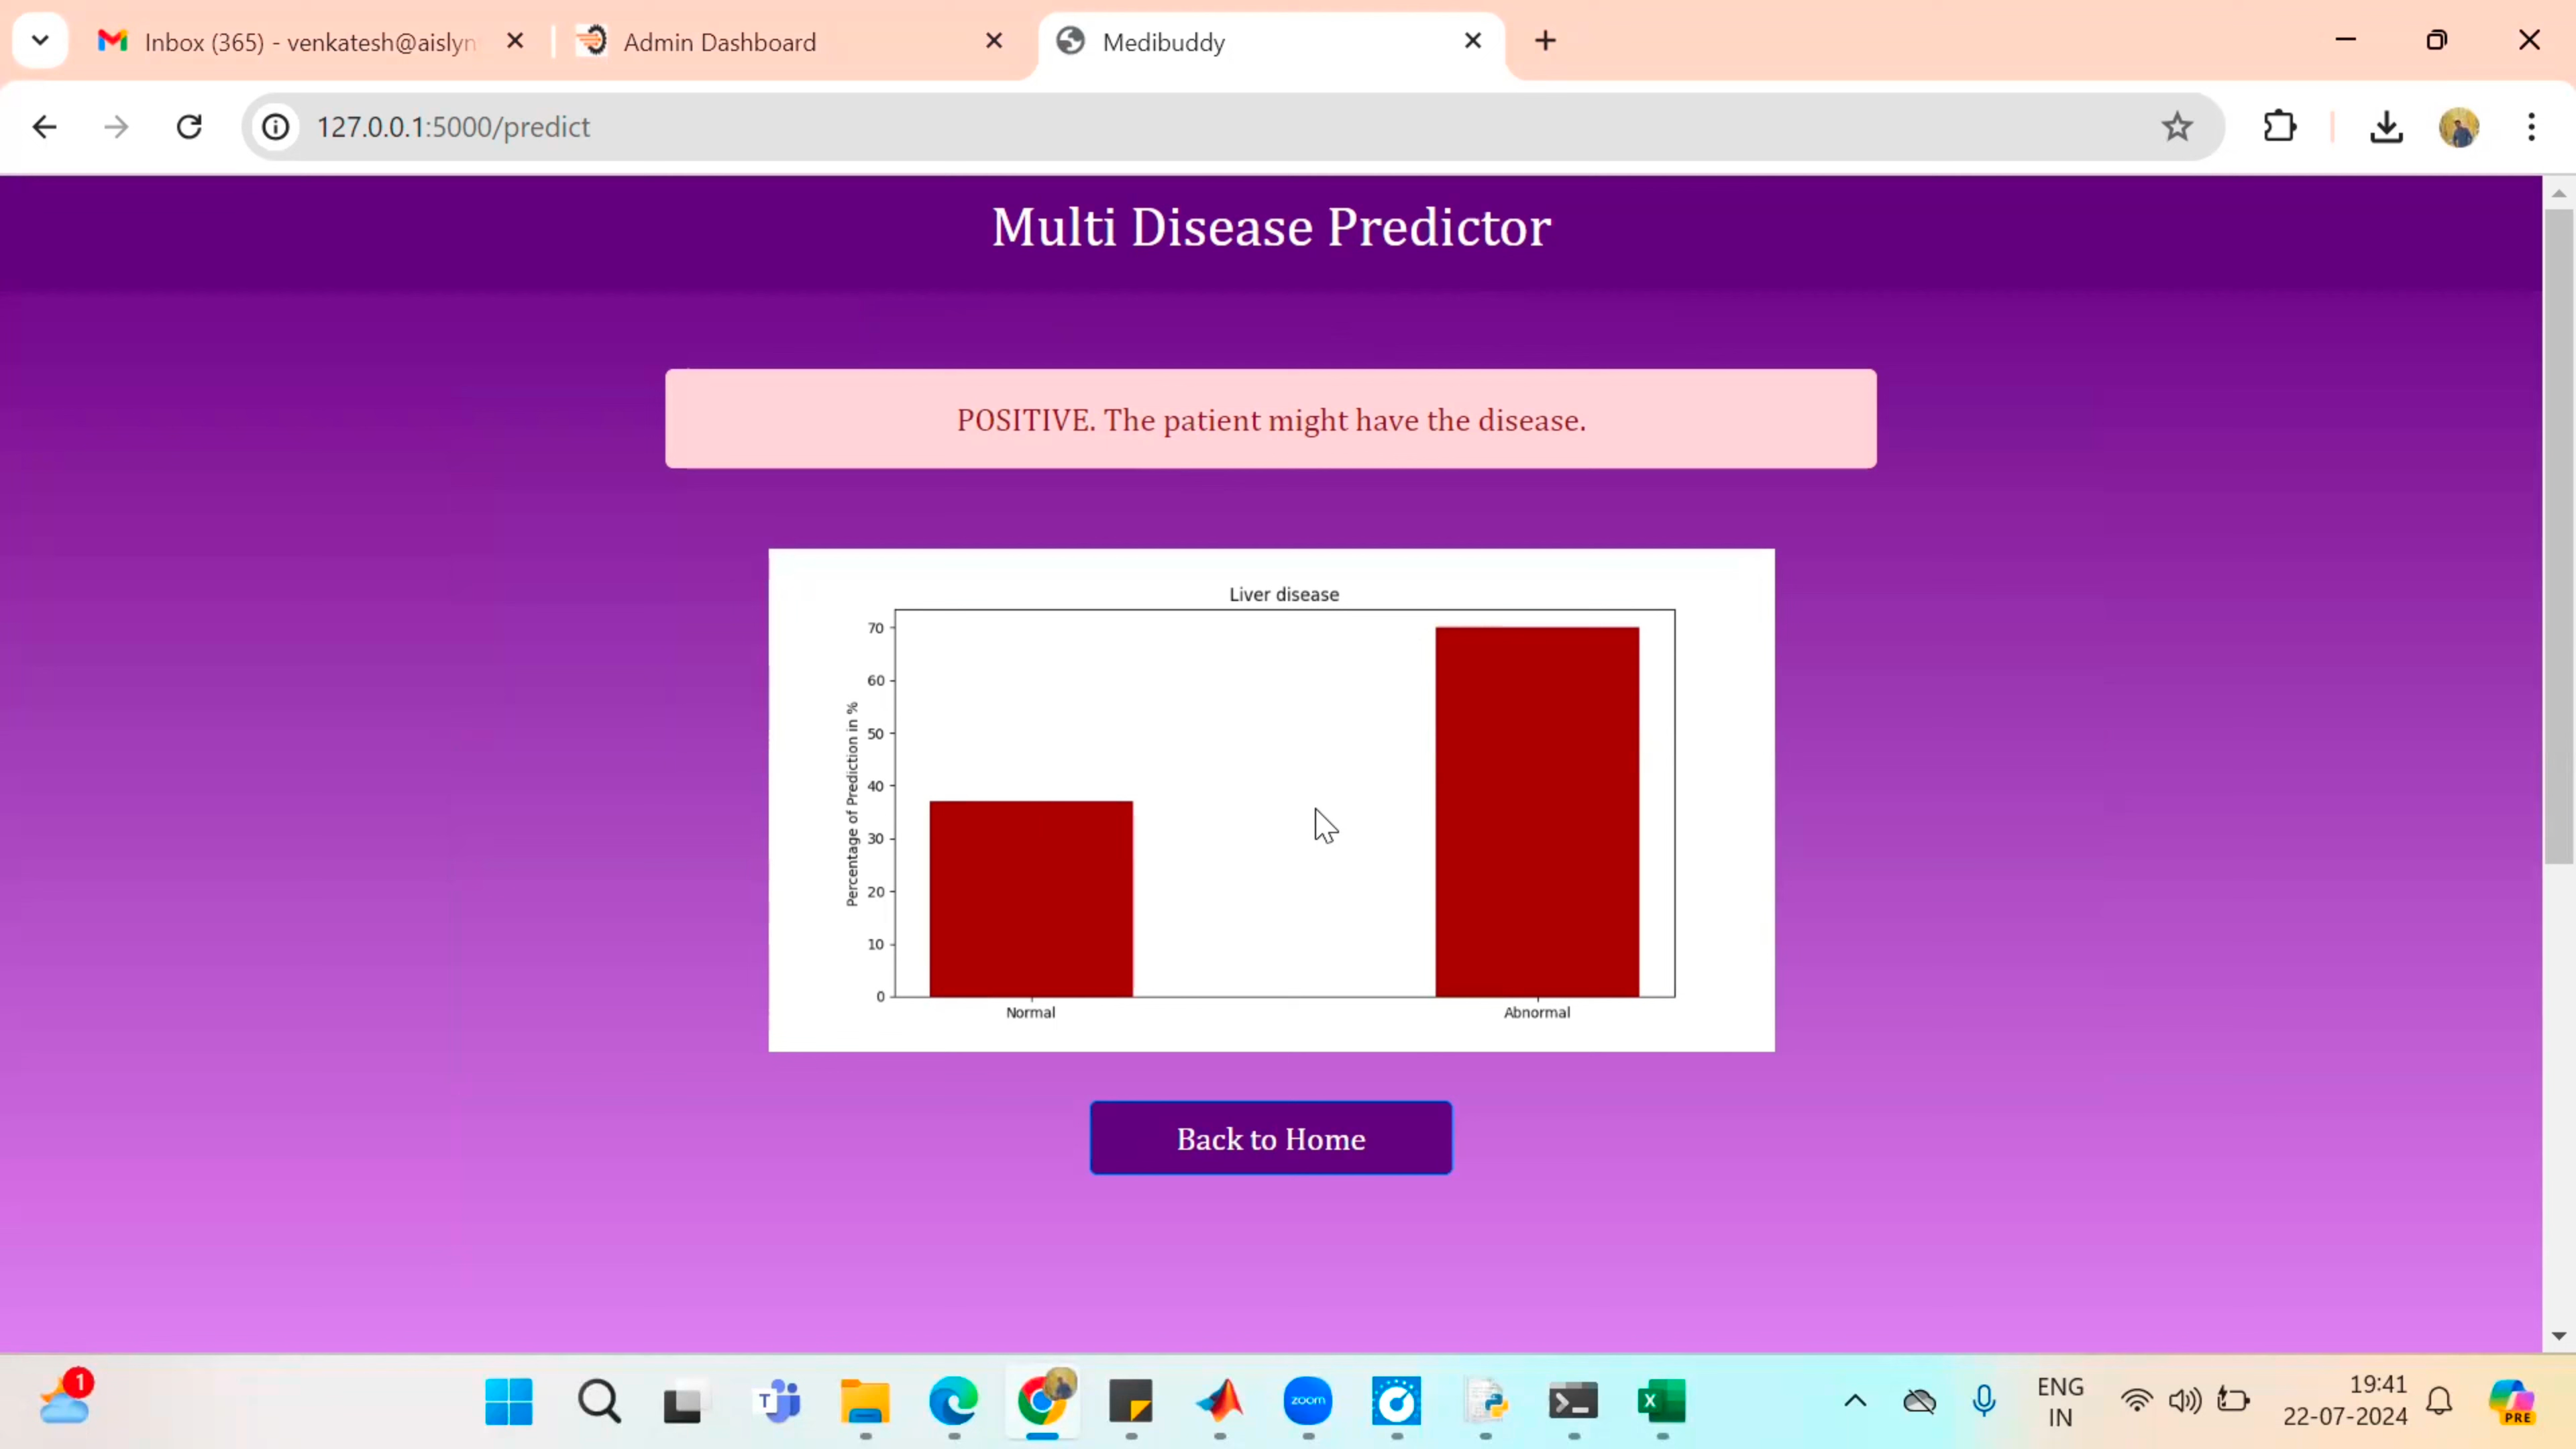 Inbox (365) - venkatesh@aislyn
Admin Dashboard
Medibuddy
127.0.0.1:5000/predict
Multi Disease Predictor
POSITIVE. The patient might have the disease.
Liver disease
70
60
50
40
30
20
10
0
Percentage of Prediction in %
Normal
Abnormal
Back to Home
1
T
zoom
X
ENG
IN
19:41
22-07-2024
PRE